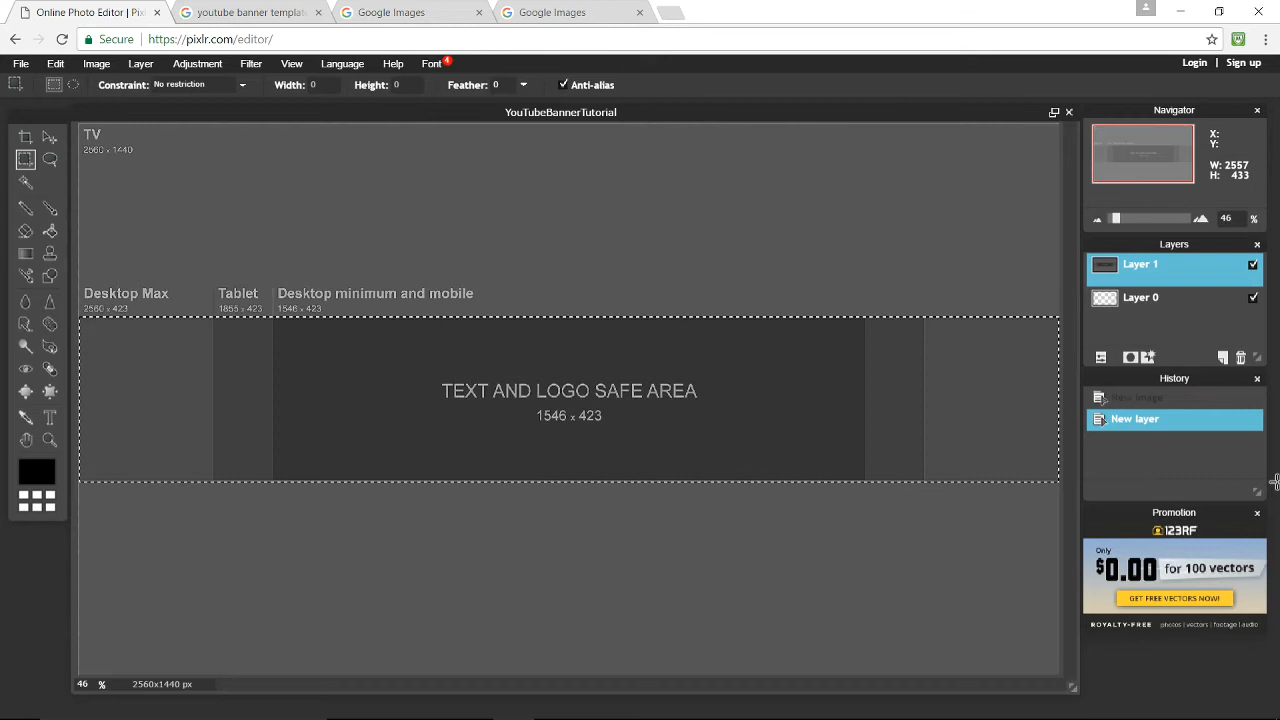 Online Photo Editor | Pixl
youtube banner templat
Google Images
Google Images
Secure
https://pixlr.com/editor/
File Edit Image Layer Adjustment Filter View Language Help Font 4
Login Sign up
Constraint: No restriction Width: 0 Height: 0 Feather: 0 Anti-alias
YouTubeBannerTutorial
TV
2560 x 1440
Desktop Max
2560 x 423
Tablet
1855 x 423
Desktop minimum and mobile
1546 x 423
TEXT AND LOGO SAFE AREA
1546 x 423
46 % 2560x1440 px
Navigator
X:
Y:
W: 2557
H: 433
46 %
Layers
Layer 1
Layer 0
History
New image
New layer
Promotion
123RF
Only
$0.00 for 100 vectors
GET FREE VECTORS NOW!
ROYALTY-FREE photos | vectors | footage | audio